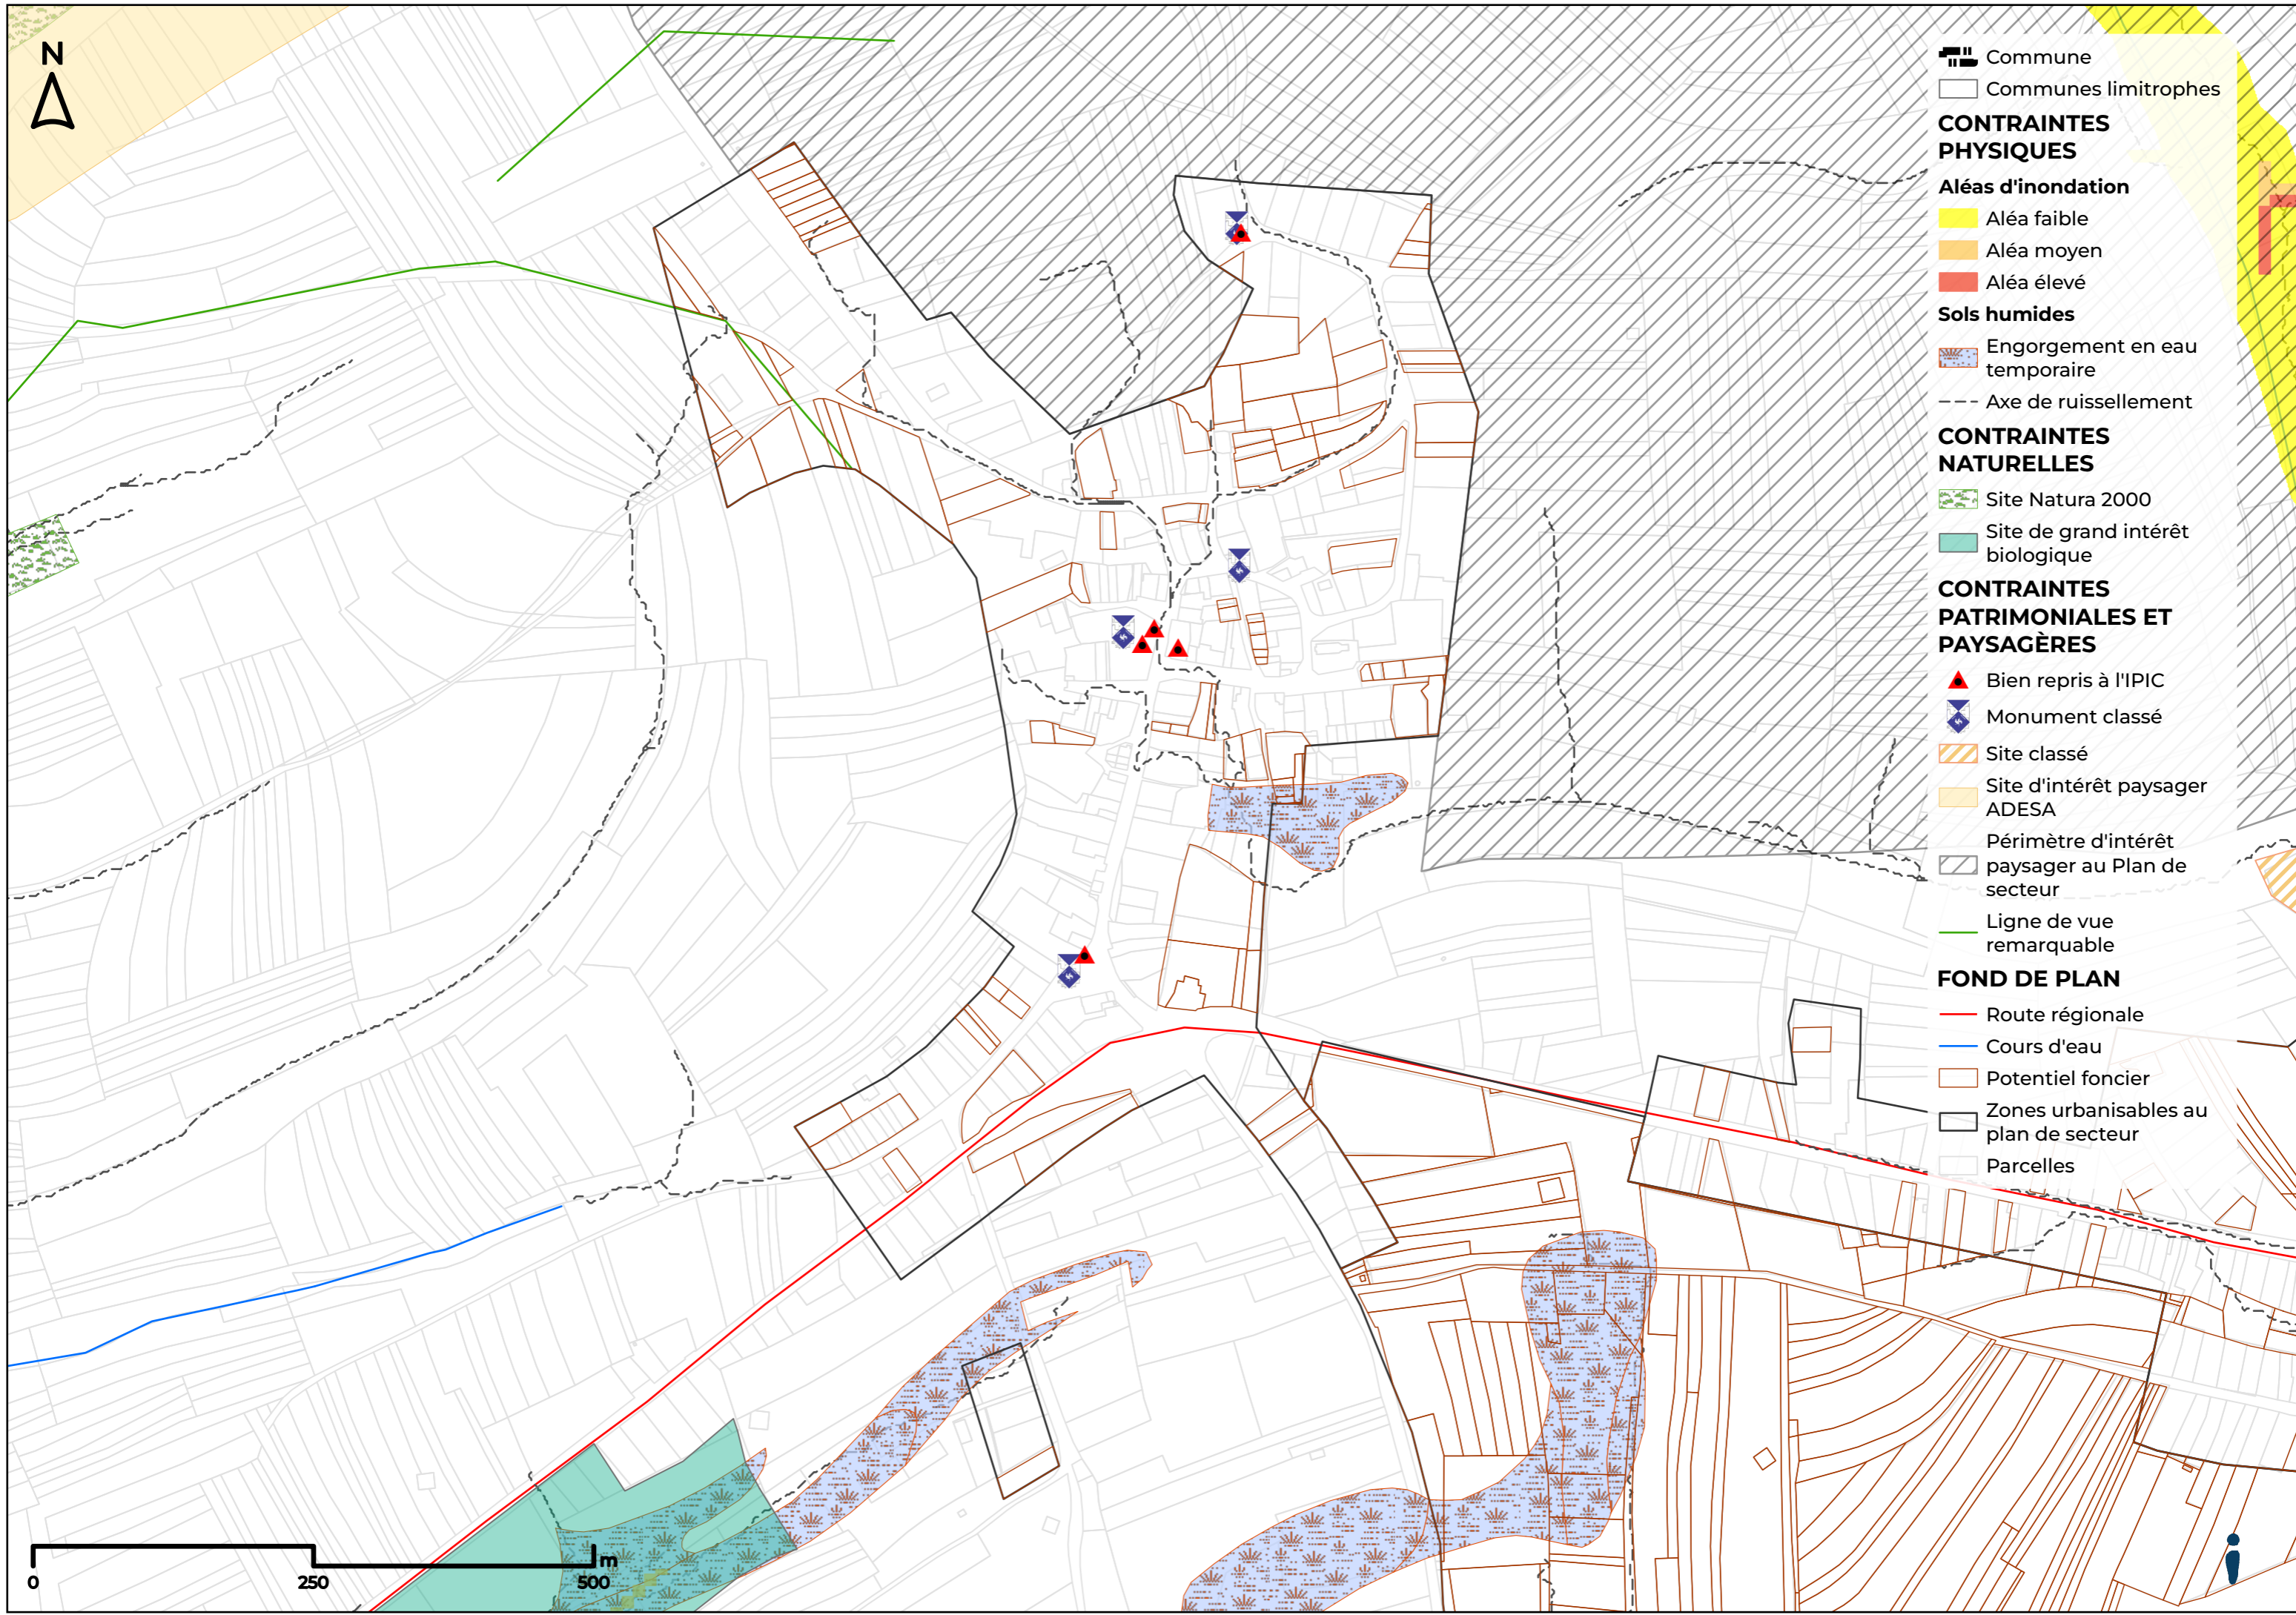 N
Commune
Communes limitrophes
CONTRAINTES
PHYSIQUES
Aléas d'inondation
Aléa faible
Aléa moyen
Aléa élevé
Sols humides
Engorgement en eau
temporaire
Axe de ruissellement
CONTRAINTES
NATURELLES
Site Natura 2000
Site de grand intérêt
biologique
CONTRAINTES
PATRIMONIALES ET
PAYSAGÈRES
Bien repris à l'IPIC
Monument classé
Site classé
Site d'intérêt paysager
ADESA
Périmètre d'intérêt
paysager au Plan de
secteur
Ligne de vue
remarquable
FOND DE PLAN
Route régionale
Cours d'eau
Potentiel foncier
Zones urbanisables au
plan de secteur
Parcelles
m
0 250 500